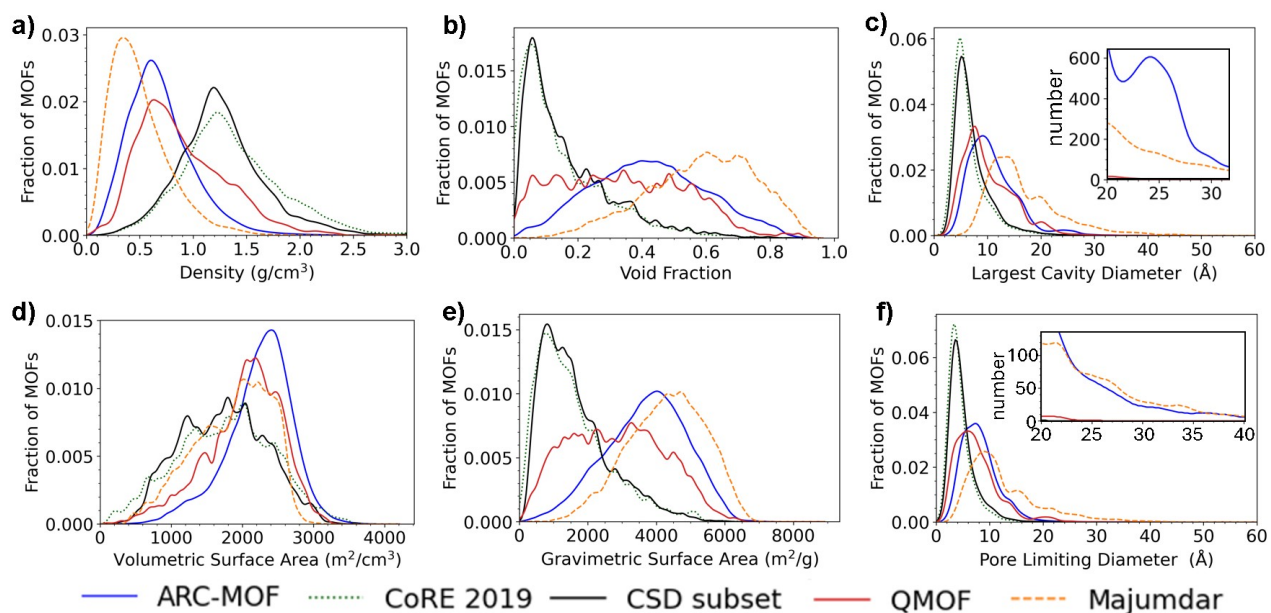 a)
0.03
0.02
0.01
0.00
Fraction of MOFs
0.0 0.5 1.0 1.5 2.0 2.5 3.0
Density (g/cm³)
b)
0.015
0.010
0.005
0.000
Fraction of MOFs
0.0 0.2 0.4 0.6 0.8 1.0
Void Fraction
c)
0.06
0.04
0.02
0.00
Fraction of MOFs
0 10 20 30 40 50 60
Largest Cavity Diameter (Å)
600
400
200
0
number
20 25 30
d)
0.015
0.010
0.005
0.000
Fraction of MOFs
1000 2000 3000 4000
Volumetric Surface Area (m²/cm³)
e)
0.015
0.010
0.005
0.000
Fraction of MOFs
0 2000 4000 6000 8000
Gravimetric Surface Area (m²/g)
f)
0.06
0.04
0.02
0.00
Fraction of MOFs
0 10 20 30 40 50 60
Pore Limiting Diameter (Å)
100
50
0
number
20 25 30 35 40
ARC-MOF CoRE 2019 CSD subset QMOF Majumdar